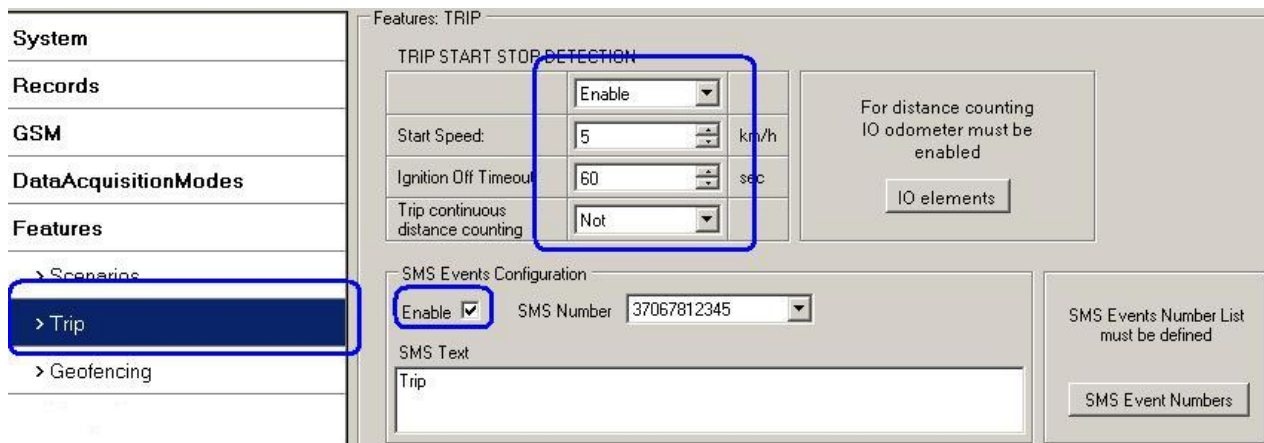 System
Records
GSM
DataAcquisitionModes
Features
> Scenarios
> Trip
> Geofencing
Features: TRIP
TRIP START STOP DETECTION
Enable
Start Speed: 5 km/h
Ignition Off Timeout 60 sec
Trip continuous
distance counting Not
For distance counting
IO odometer must be
enabled
IO elements
SMS Events Configuration
Enable SMS Number 37067812345
SMS Text
Trip
SMS Events Number List
must be defined
SMS Event Numbers